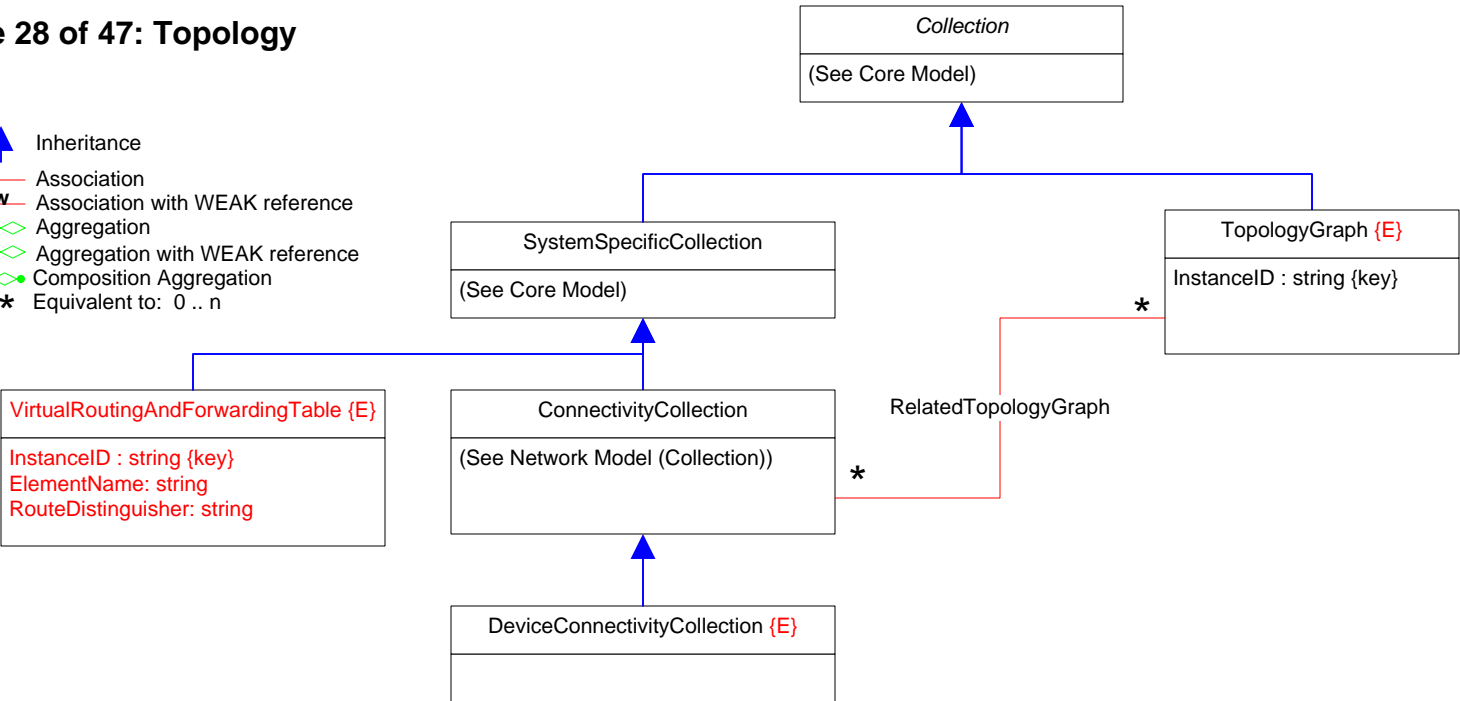 28 of 47: Topology
Collection
(See Core Model)
Inheritance
Association
Association with WEAK reference
Aggregation
Aggregation with WEAK reference
Composition Aggregation
* Equivalent to: 0 .. n
SystemSpecificCollection
(See Core Model)
TopologyGraph {E}
InstanceID : string {key}
*
VirtualRoutingAndForwardingTable {E}
InstanceID : string {key}
ElementName: string
RouteDistinguisher: string
ConnectivityCollection
(See Network Model (Collection))
RelatedTopologyGraph
*
DeviceConnectivityCollection {E}